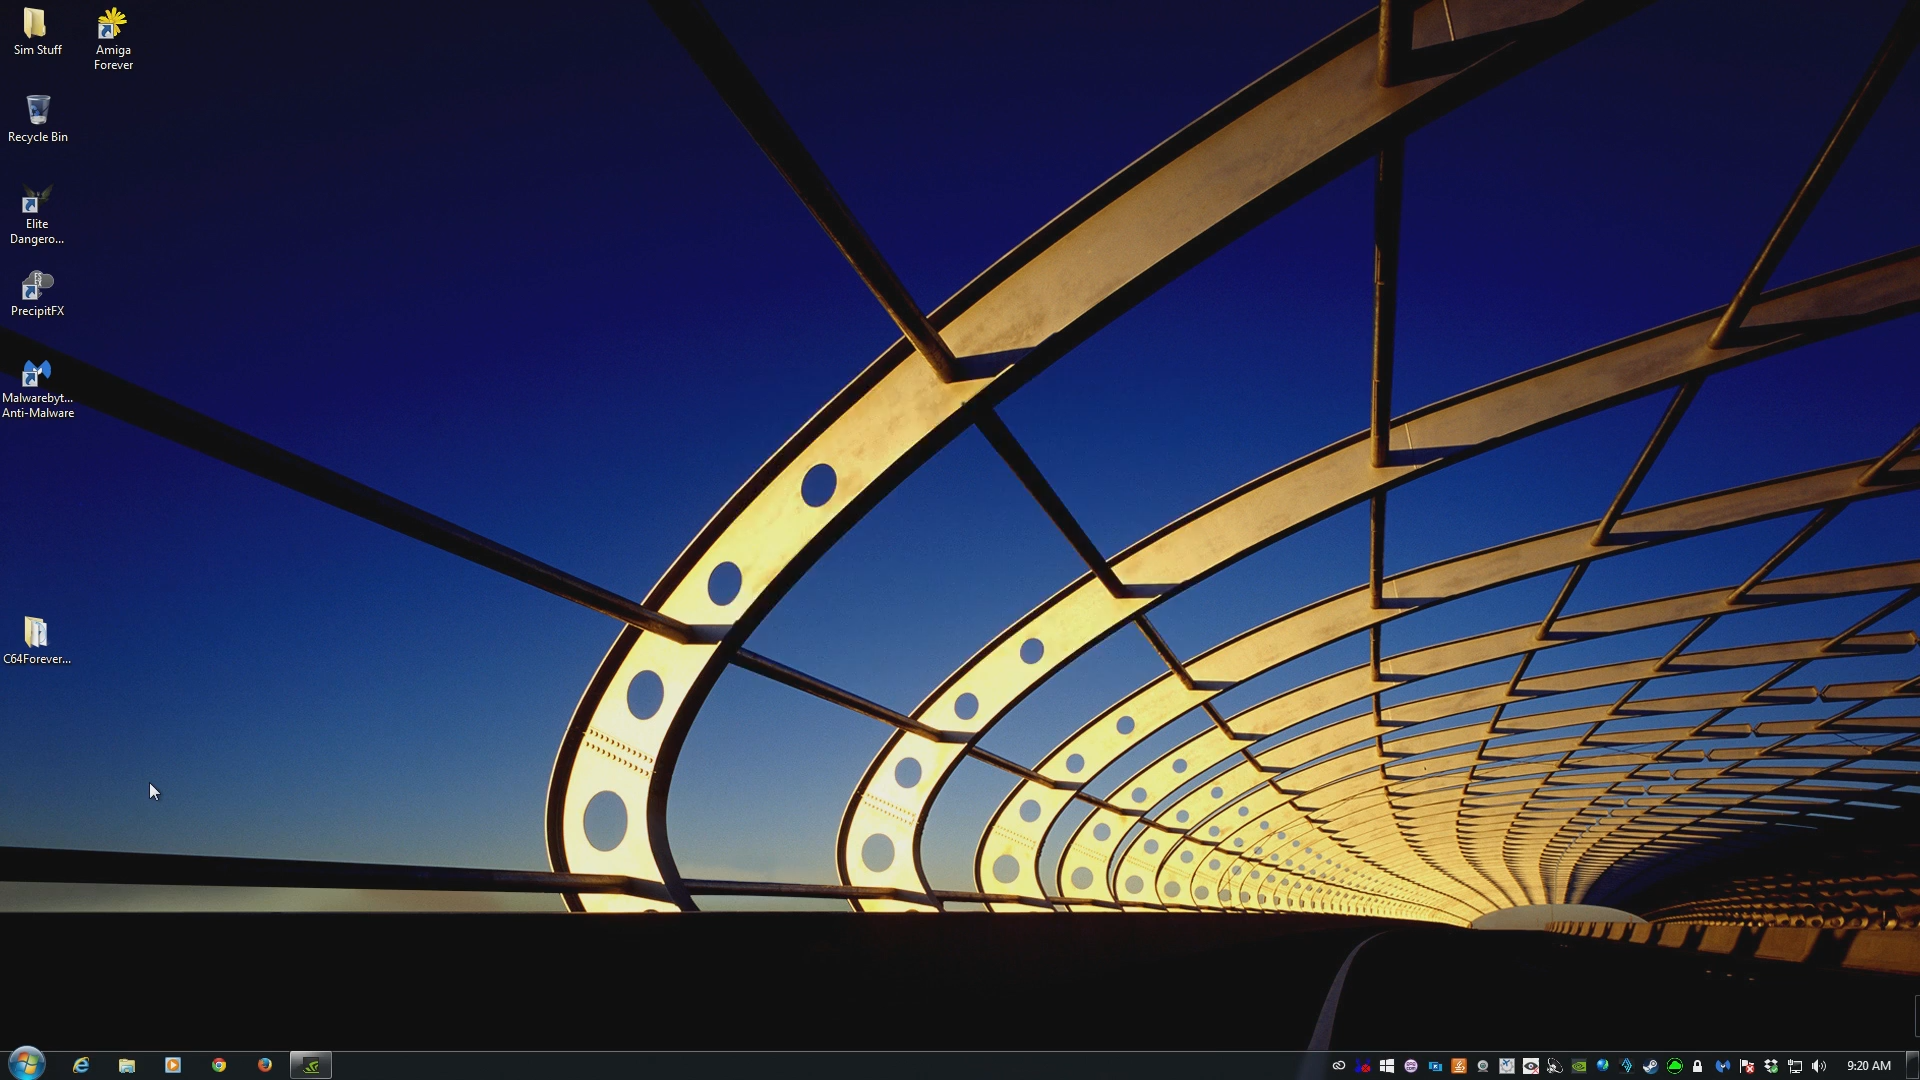 Sim Stuff
Amiga
Forever
Recycle Bin
Elite
Dangero...
PrecipitFX
Malwarebyt...
Anti-Malware
C64Forever...
9:20 AM